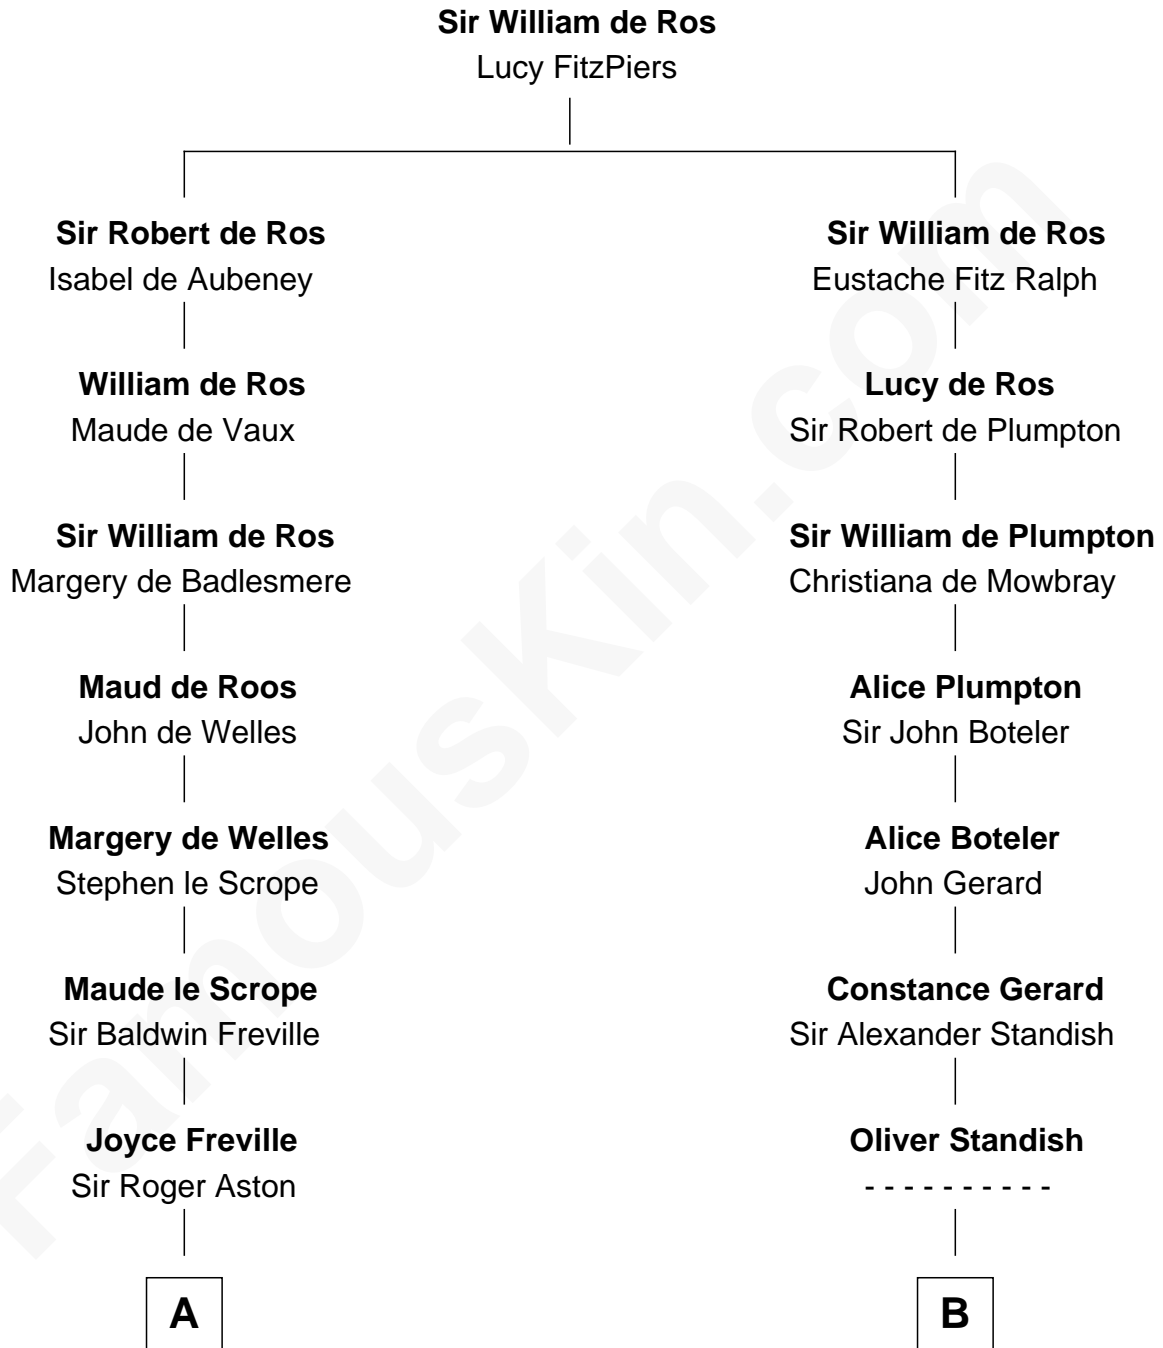 Sir William de Ros
Lucy FitzPiers
Sir Robert de Ros
Isabel de Aubeney
Sir William de Ros
Eustache Fitz Ralph
William de Ros
Maude de Vaux
Lucy de Ros
Sir Robert de Plumpton
Sir William de Ros
Margery de Badlesmere
Sir William de Plumpton
Christiana de Mowbray
Maud de Roos
John de Welles
Alice Plumpton
Sir John Boteler
Margery de Welles
Stephen le Scrope
Alice Boteler
John Gerard
Maude le Scrope
Sir Baldwin Freville
Constance Gerard
Sir Alexander Standish
Joyce Freville
Sir Roger Aston
Oliver Standish
- - - - - - - - - -
A
B
FamousKin.com